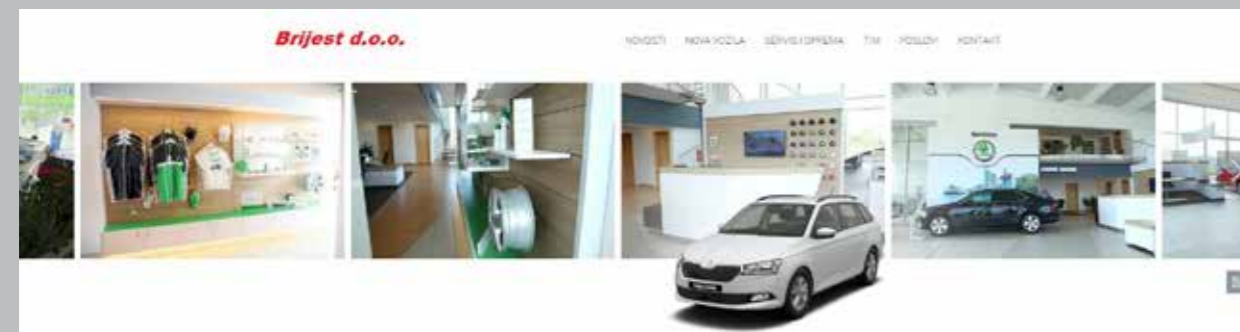 Brijest d.o.o.
NOVOSTI NOVA VOZILA SERVIS I OPREMA TIM POSLOVI KONTAKT